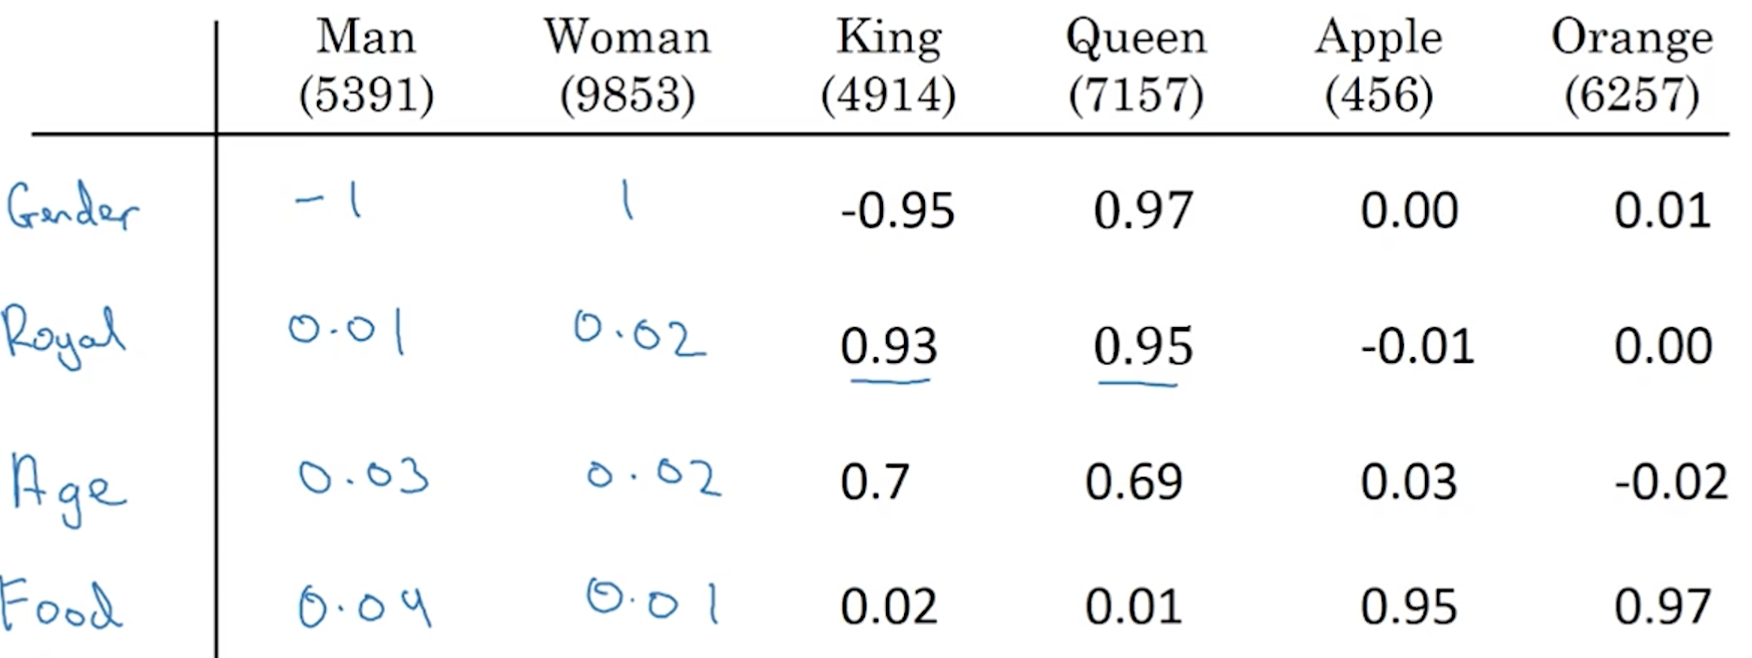 Man Woman King Queen Apple Orange
(5391) (9853) (4914) (7157) (456) (6257)
Gender -1 1 -0.95 0.97 0.00 0.01
Royal 0.01 0.02 0.93 0.95 -0.01 0.00
Age 0.03 0.02 0.7 0.69 0.03 -0.02
Food 0.04 0.01 0.02 0.01 0.95 0.97